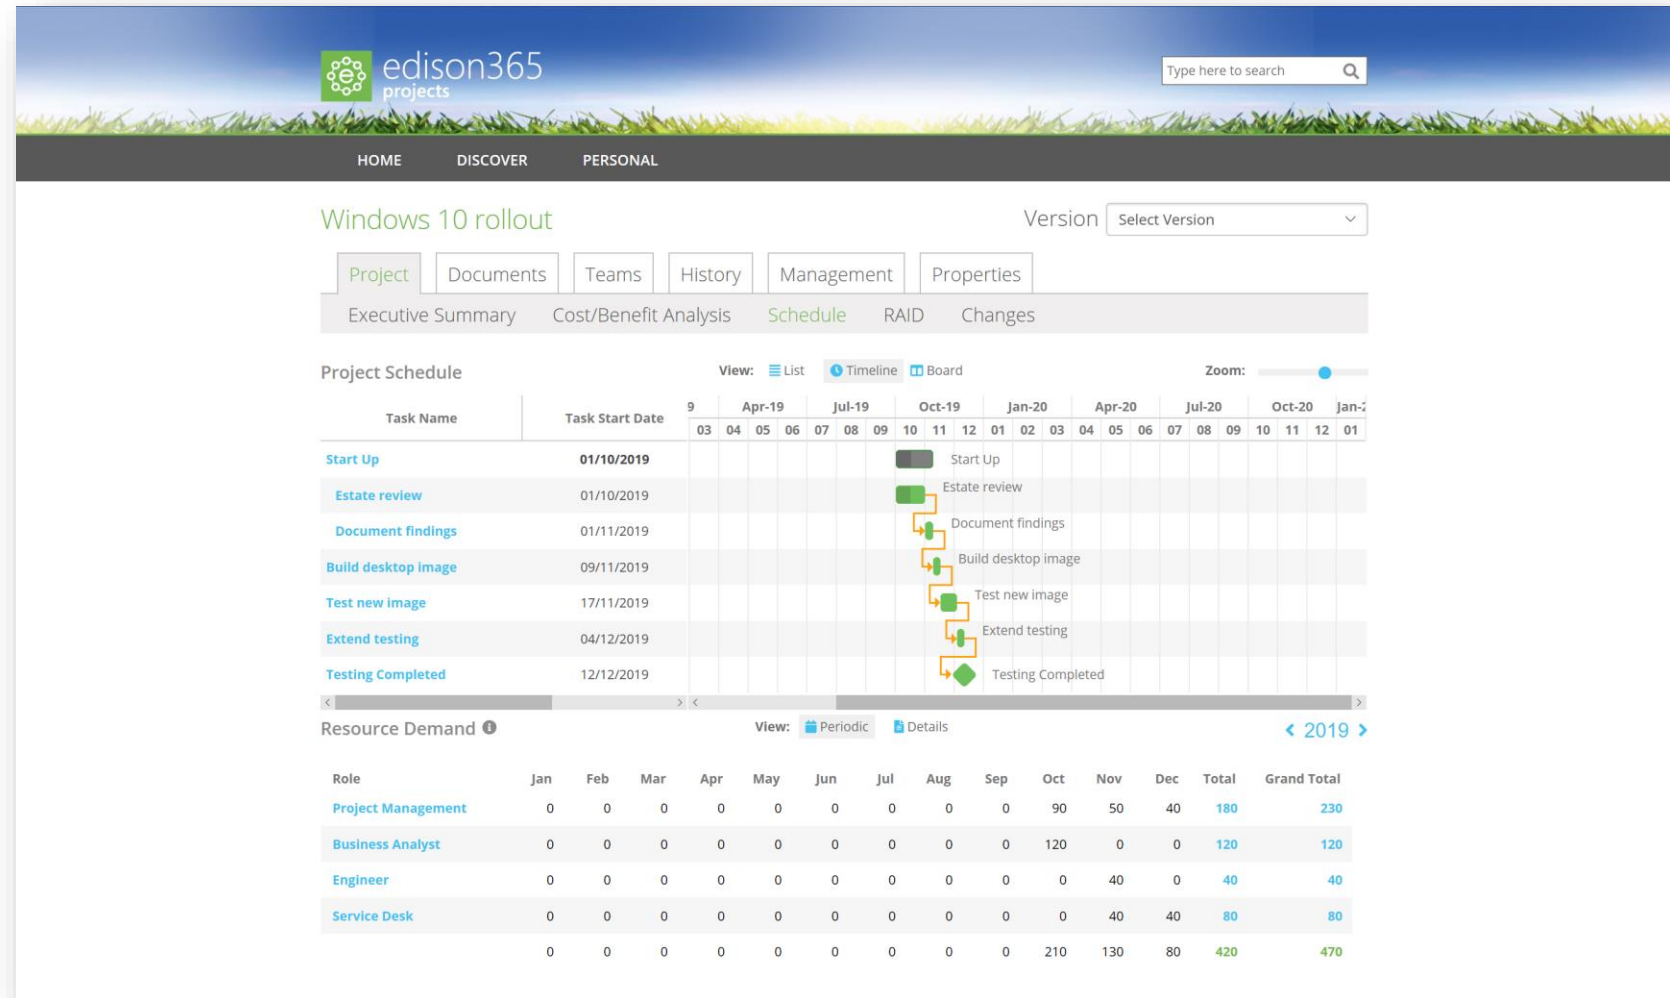 edison365
projects
Type here to search
HOME DISCOVER PERSONAL
Windows 10 rollout
Version Select Version
Project Documents Teams History Management Properties
Executive Summary Cost/Benefit Analysis Schedule RAID Changes
Project Schedule View: List Timeline Board Zoom:
Task Name Task Start Date
9 Apr-19 Jul-19 Oct-19 Jan-20 Apr-20 Jul-20 Oct-20
03 04 05 06 07 08 09 10 11 12 01 02 03 04 05 06 07 08 09 10 11 12 01
Start Up 01/10/2019 Start Up
Estate review 01/10/2019 Estate review
Document findings 01/11/2019 Document findings
Build desktop image 09/11/2019 Build desktop image
Test new image 17/11/2019 Test new image
Extend testing 04/12/2019 Extend testing
Testing Completed 12/12/2019 Testing Completed
Resource Demand View: Periodic Details 2019
Role Jan Feb Mar Apr May Jun Jul Aug Sep Oct Nov Dec Total Grand Total
Project Management 0 0 0 0 0 0 0 0 0 90 50 40 180 230
Business Analyst 0 0 0 0 0 0 0 0 0 120 0 0 120 120
Engineer 0 0 0 0 0 0 0 0 0 0 40 0 40 40
Service Desk 0 0 0 0 0 0 0 0 0 0 40 40 80 80
0 0 0 0 0 0 0 0 0 210 130 80 420 470